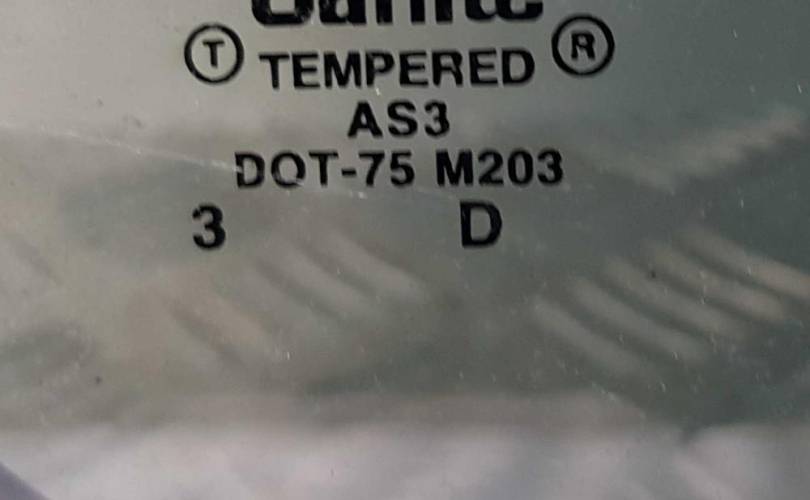 Ⓣ TEMPERED ®
AS3
DOT-75 M203
3 D